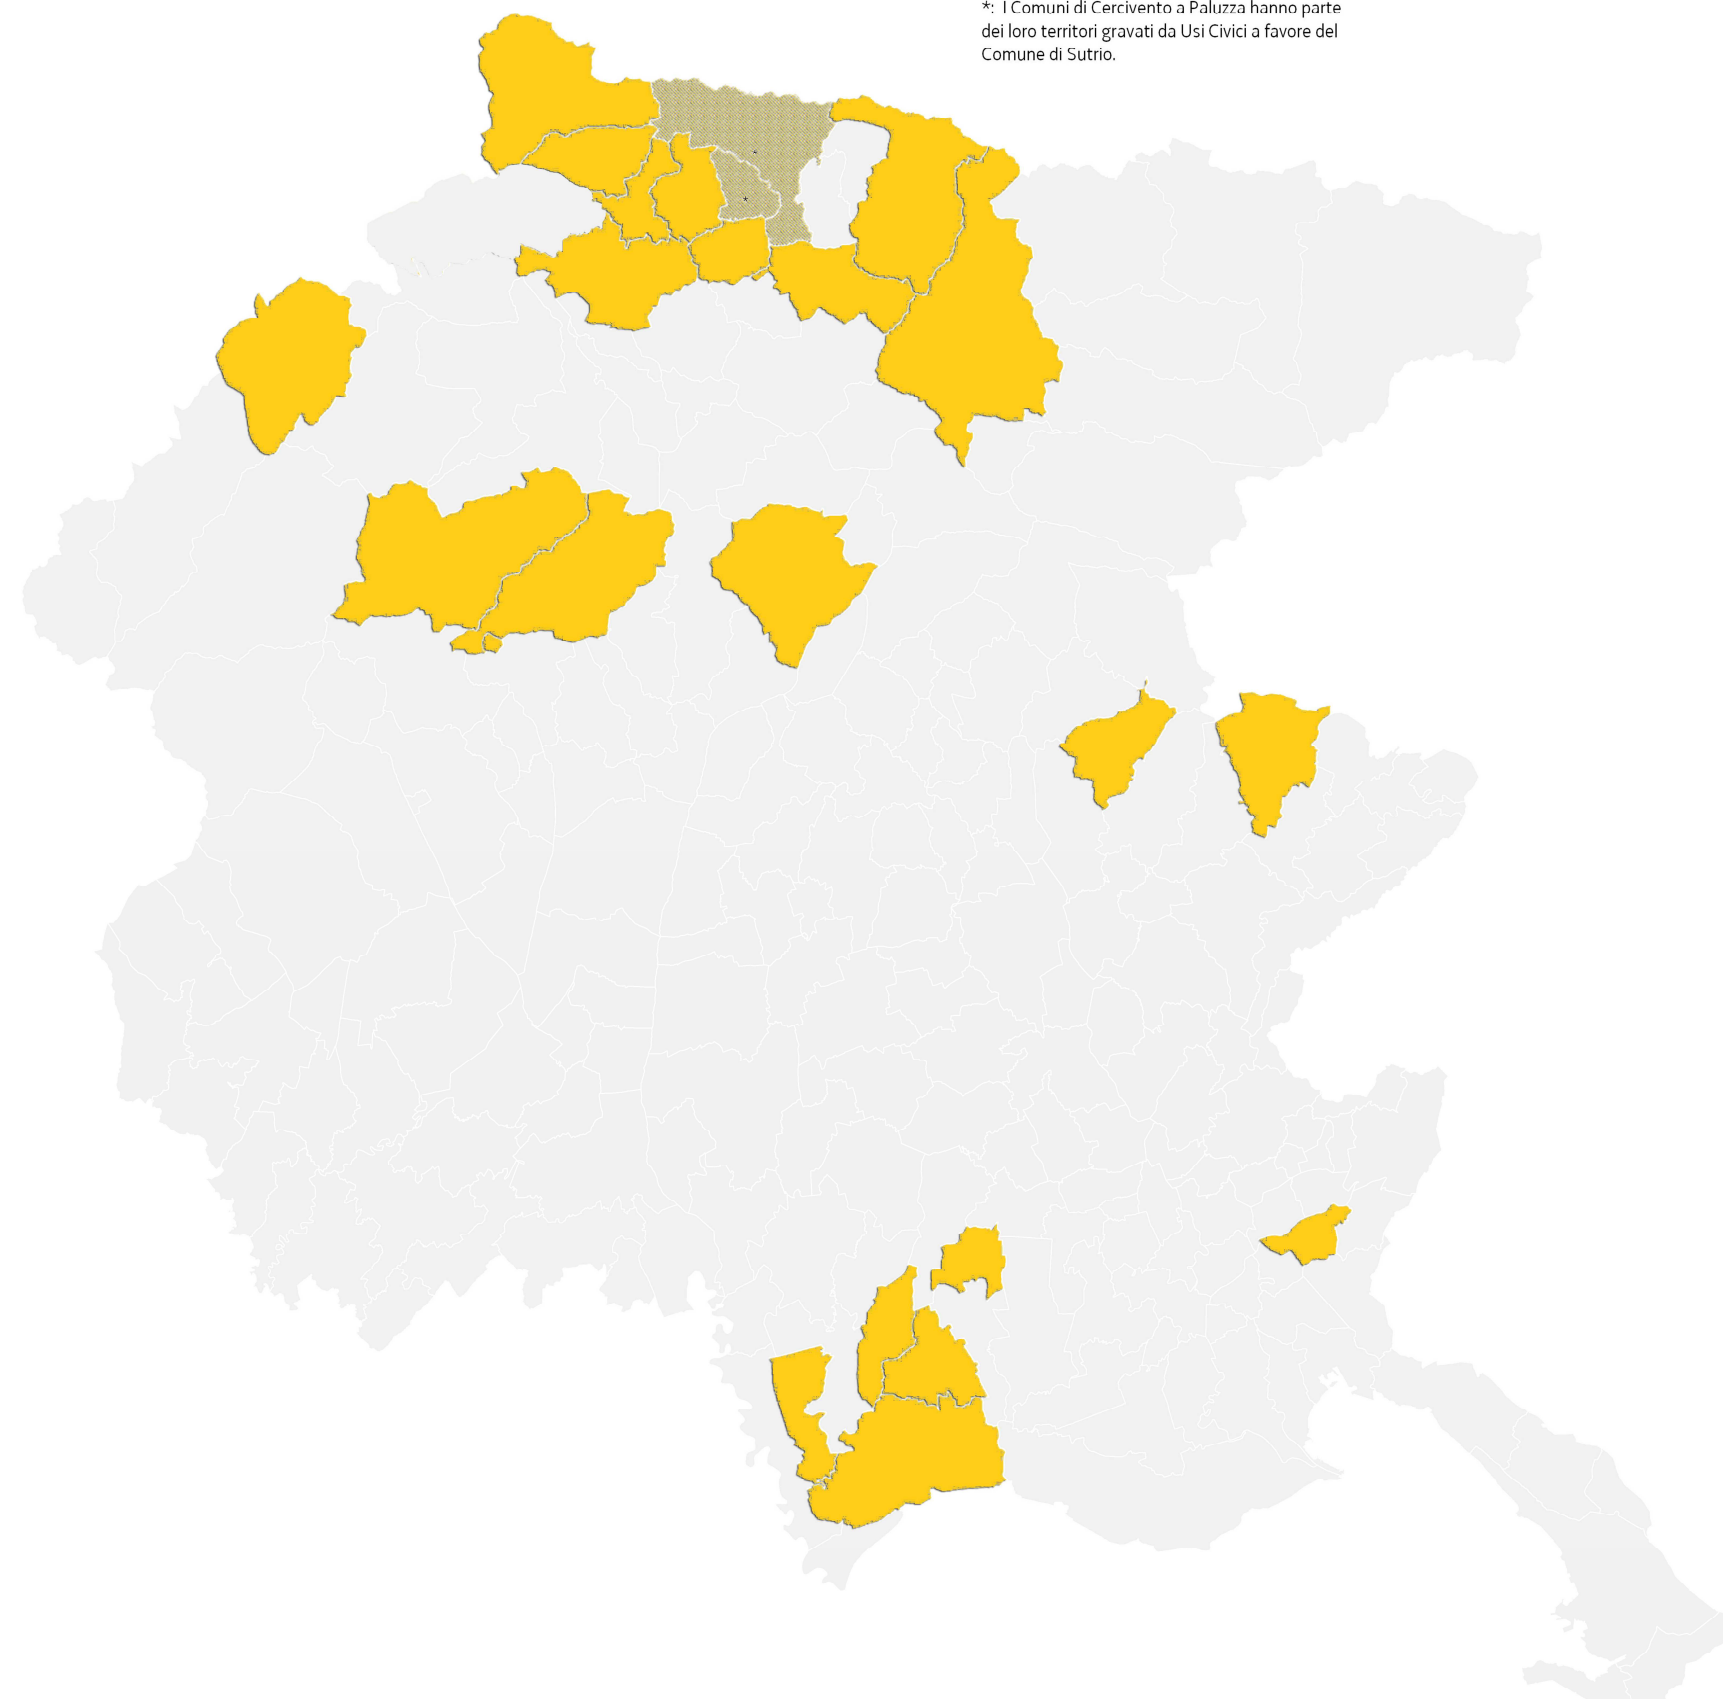 *: I Comuni di Cercivento a Paluzza hanno parte
dei loro territori gravati da Usi Civici a favore del
Comune di Sutrio.
*
*